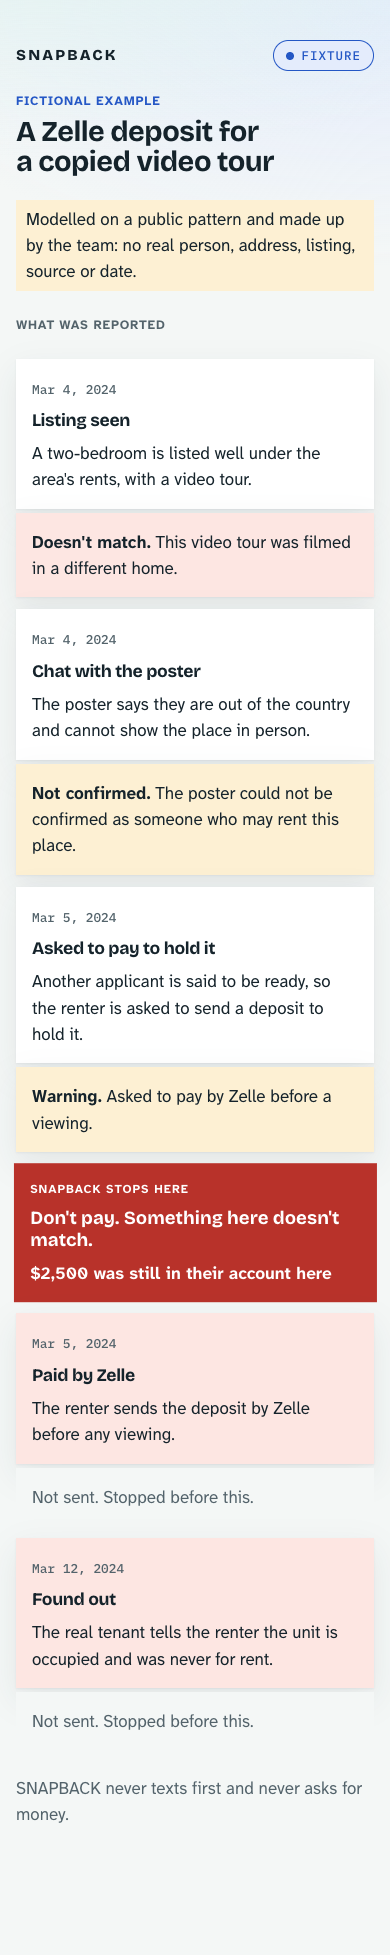 SNAPBACK
FIXTURE
FICTIONAL EXAMPLE
A Zelle deposit for
a copied video tour
Modelled on a public pattern and made up
by the team: no real person, address, listing,
source or date.
WHAT WAS REPORTED
Mar 4, 2024
Listing seen
A two-bedroom is listed well under the
area's rents, with a video tour.
Doesn't match. This video tour was filmed
in a different home.
Mar 4, 2024
Chat with the poster
The poster says they are out of the country
and cannot show the place in person.
Not confirmed. The poster could not be
confirmed as someone who may rent this
place.
Mar 5, 2024
Asked to pay to hold it
Another applicant is said to be ready, so
the renter is asked to send a deposit to
hold it.
Warning. Asked to pay by Zelle before a
viewing.
SNAPBACK STOPS HERE
Don't pay. Something here doesn't
match.
$2,500 was still in their account here
Mar 5, 2024
Paid by Zelle
The renter sends the deposit by Zelle
before any viewing.
Not sent. Stopped before this.
Mar 12, 2024
Found out
The real tenant tells the renter the unit is
occupied and was never for rent.
Not sent. Stopped before this.
SNAPBACK never texts first and never asks for
money.